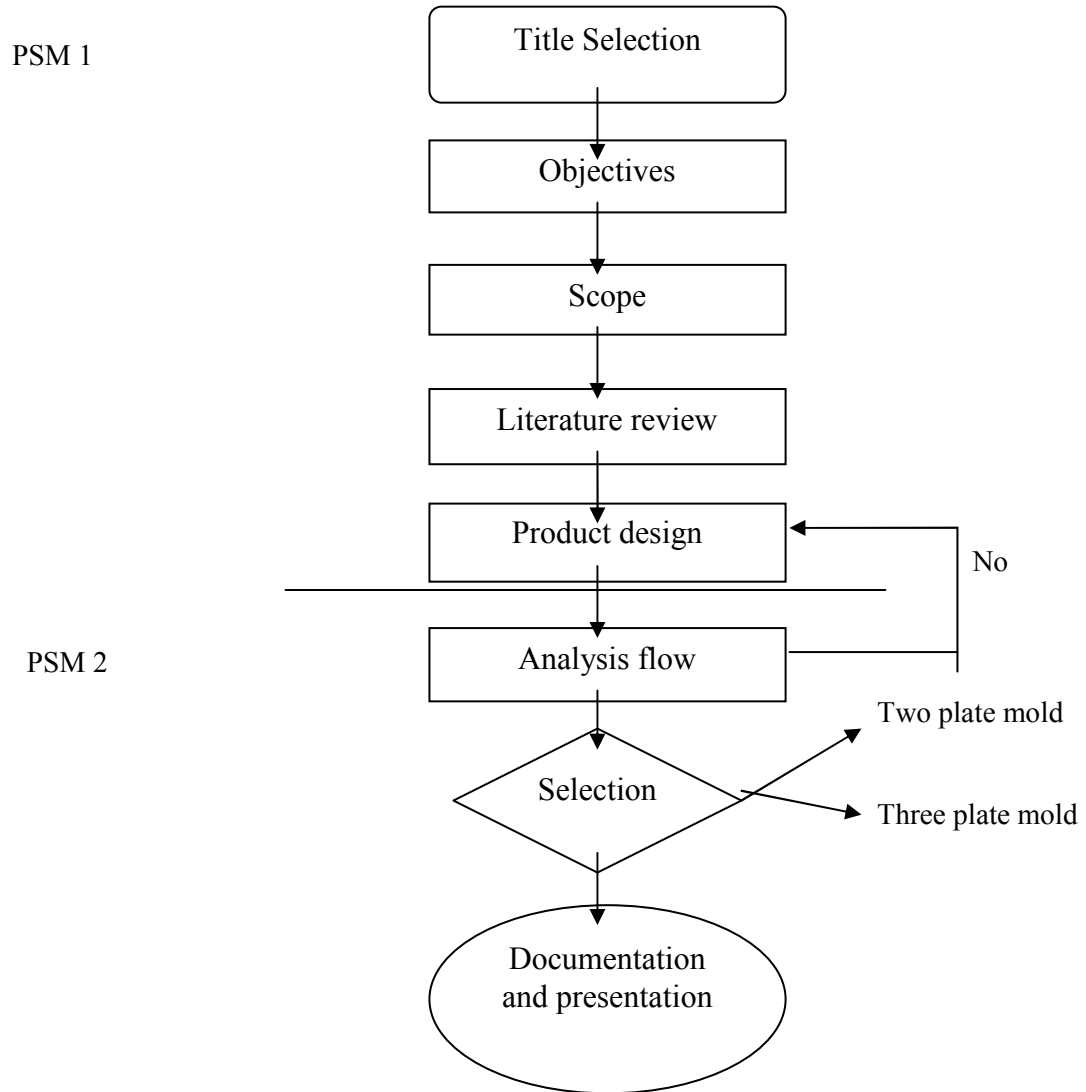 PSM 1
Title Selection
Objectives
Scope
Literature review
Product design
No
PSM 2
Analysis flow
Two plate mold
Selection
Three plate mold
Documentation
and presentation